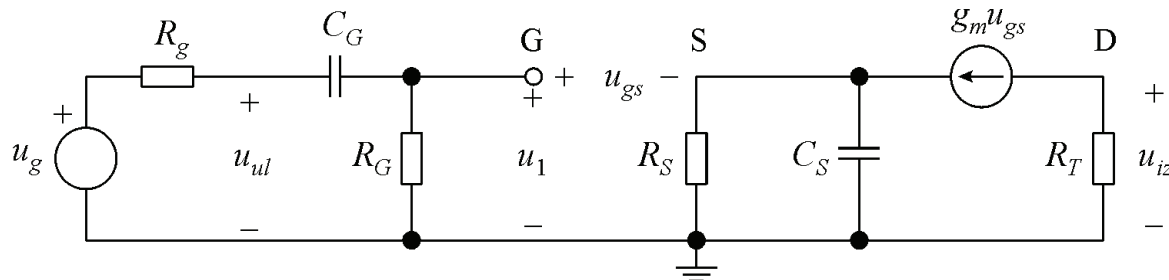 R_g
C_G
G
S
g_m u_gs
D
+
+
+
+
u_gs
−
+
+
u_g
u_ul
R_G
u_1
R_S
C_S
R_T
u_iz
−
−
−